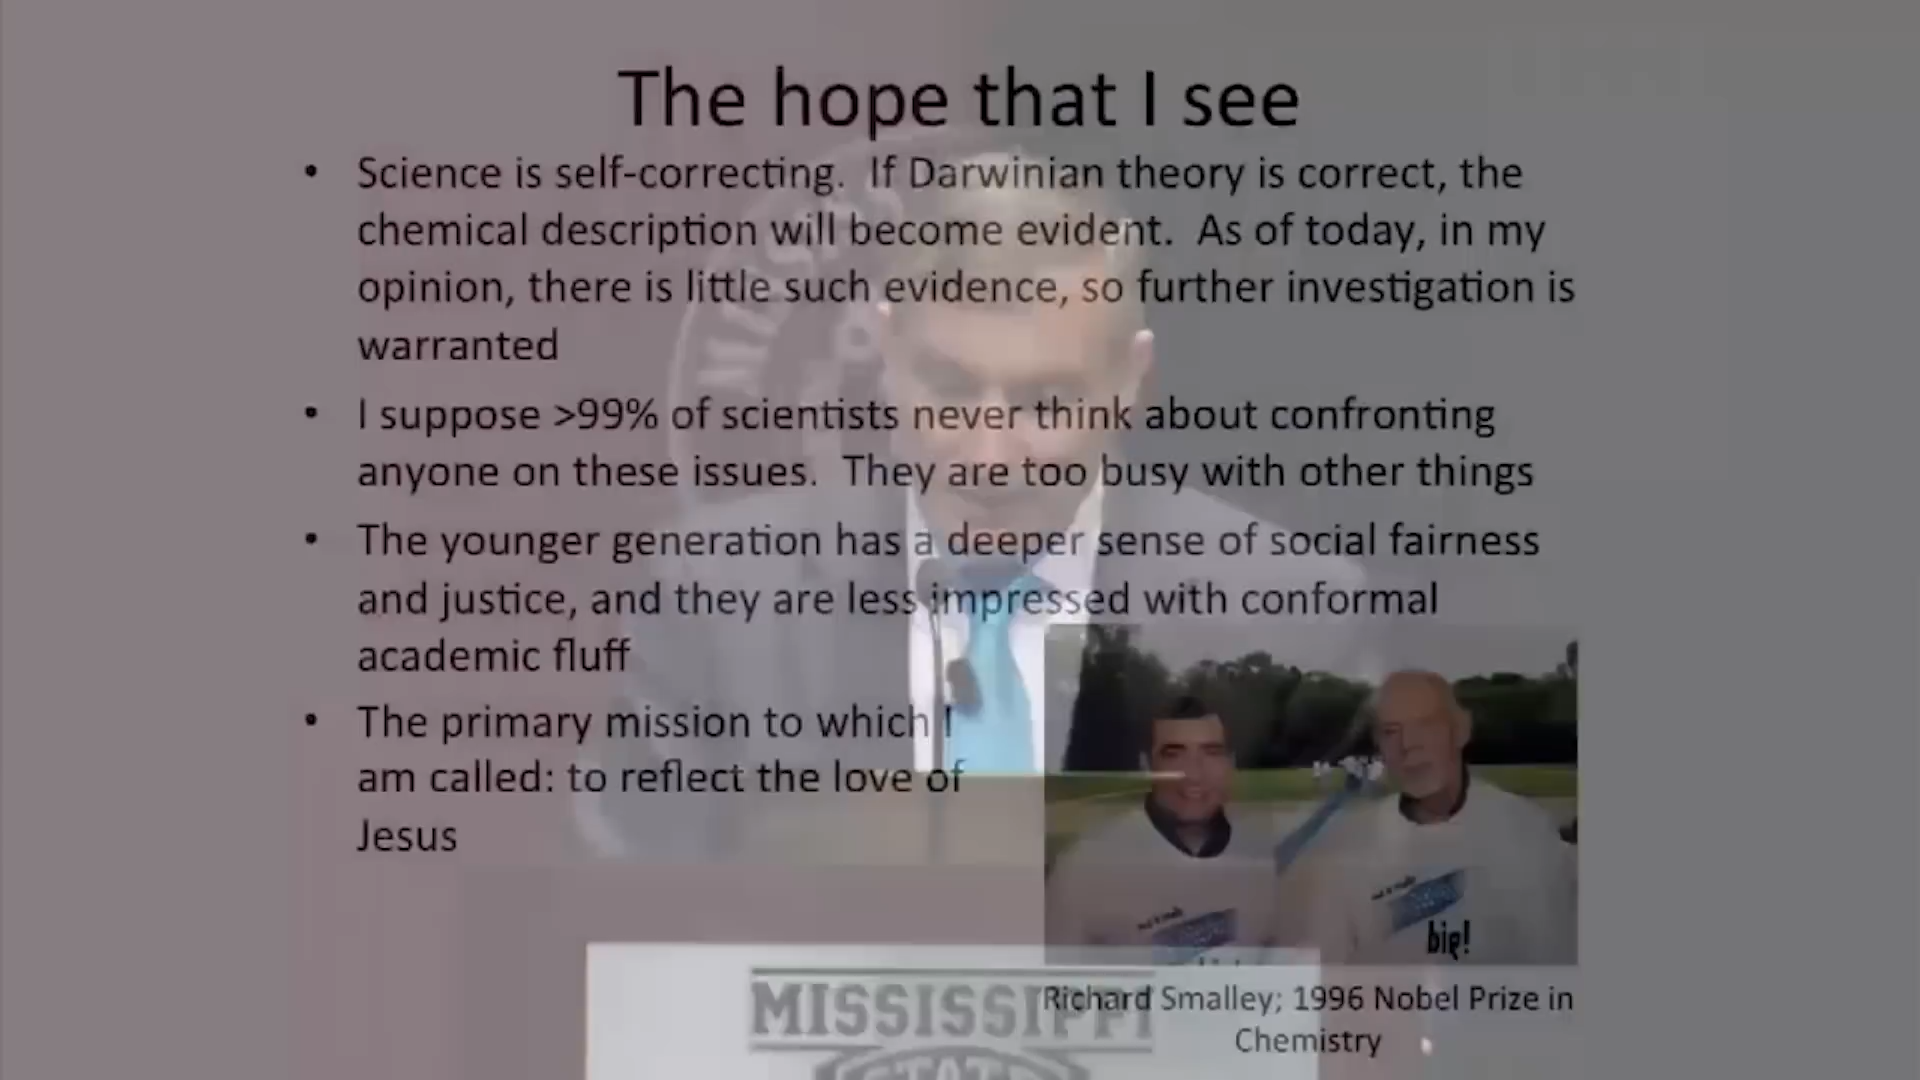 The hope that I see
• Science is self-correcting. If Darwinian theory is correct, the
chemical description will become evident. As of today, in my
opinion, there is little such evidence, so further investigation is
warranted
• I suppose >99% of scientists never think about confronting
anyone on these issues. They are too busy with other things
• The younger generation has a deeper sense of social fairness
and justice, and they are less impressed with conformal
academic fluff
• The primary mission to which I
am called: to reflect the love of
Jesus
big!
Richard Smalley; 1996 Nobel Prize in
Chemistry
MISSISSIPPI
STATE